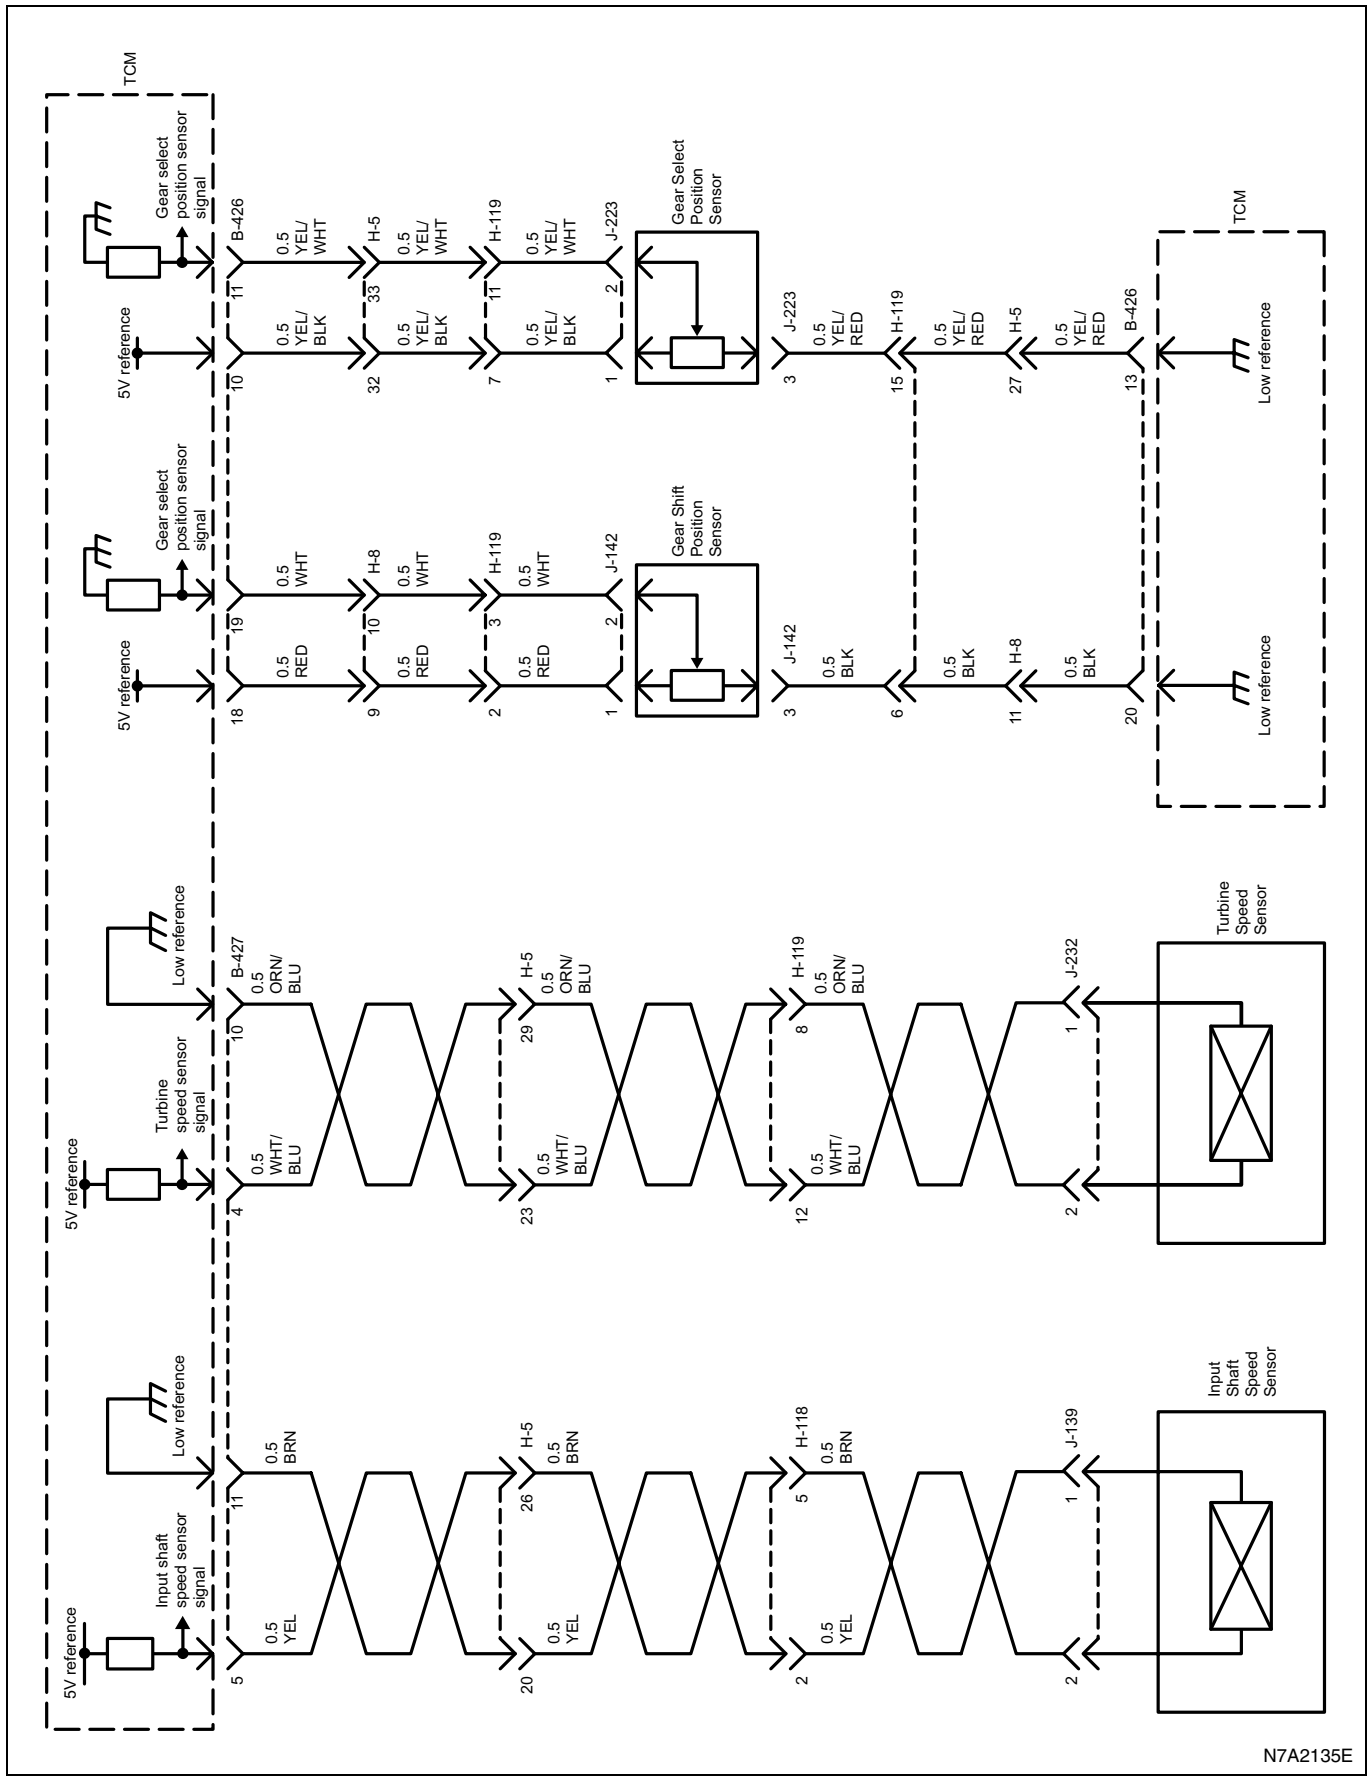 TCM
5V reference
Input shaft
speed sensor
signal
Low reference
5V reference
Turbine
speed sensor
signal
Low reference
5V reference
Gear select
position sensor
signal
5V reference
Gear select
position sensor
signal
5
11
4
10
B-427
18
19
10
11
B-426
0.5
YEL
0.5
BRN
0.5
WHT/
BLU
0.5
ORN/
BLU
0.5
RED
0.5
WHT
0.5
YEL/
BLK
0.5
YEL/
WHT
9
10
H-8
32
33
H-5
0.5
RED
0.5
WHT
0.5
YEL/
BLK
0.5
YEL/
WHT
20
26
H-5
23
29
H-5
2
3
H-119
7
11
H-119
0.5
YEL
0.5
BRN
0.5
WHT/
BLU
0.5
ORN/
BLU
0.5
RED
0.5
WHT
0.5
YEL/
BLK
0.5
YEL/
WHT
1
2
J-142
1
2
J-223
Gear Shift
Position
Sensor
Gear Select
Position
Sensor
2
5
H-118
12
8
H-119
3
J-142
3
J-223
0.5
YEL
0.5
BRN
0.5
WHT/
BLU
0.5
ORN/
BLU
0.5
BLK
0.5
YEL/
RED
6
15
H-119
0.5
BLK
0.5
YEL/
RED
11
H-8
27
H-5
0.5
BLK
0.5
YEL/
RED
2
1
J-139
2
1
J-232
20
13
B-426
Input
Shaft
Speed
Sensor
Turbine
Speed
Sensor
TCM
Low reference
Low reference
N7A2135E